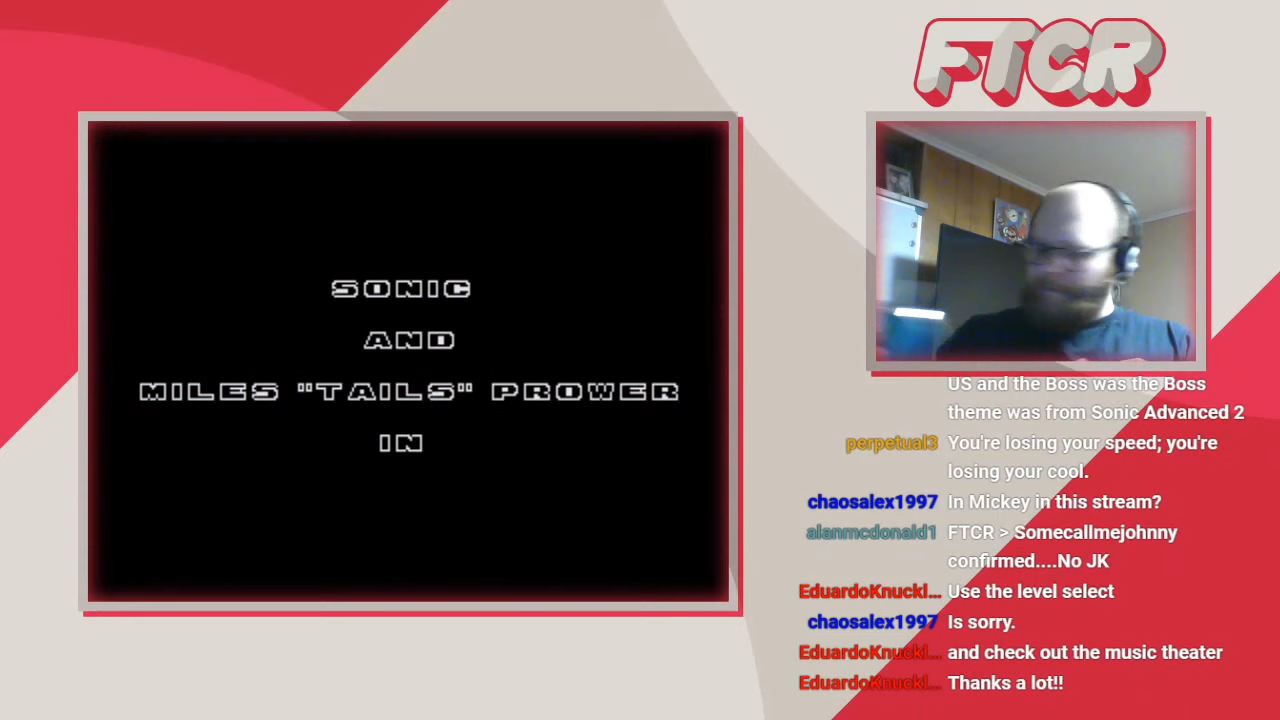 FTCR
SONIC
AND
MILES "TAILS" PROWER
IN
US and the Boss was the Boss
theme was from Sonic Advanced 2
perpetual3 You're losing your speed; you're
losing your cool.
chaosalex1997 In Mickey in this stream?
alanmcdonald1 FTCR > Somecallmejohnny
confirmed....No JK
EduardoKnuckl... Use the level select
chaosalex1997 Is sorry.
EduardoKnuckl... and check out the music theater
EduardoKnuckl... Thanks a lot!!